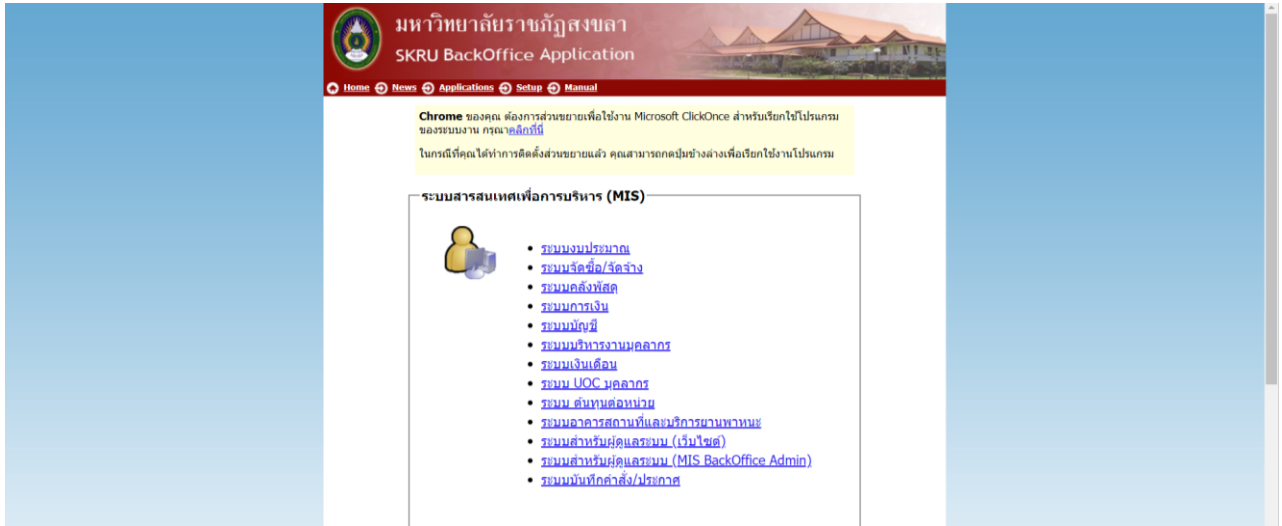 มหาวิทยาลัยราชภัฏสงขลา
SKRU BackOffice Application
Home News Applications Setup Manual
Chrome ของคุณ ต้องการส่วนขยายเพื่อใช้งาน Microsoft ClickOnce สำหรับเรียกใช้โปรแกรม
ของระบบงาน กรุณาคลิกที่นี่
ในกรณีที่คุณได้ทำการติดตั้งส่วนขยายแล้ว คุณสามารถกดปุ่มข้างล่างเพื่อเรียกใช้งานโปรแกรม
ระบบสารสนเทศเพื่อการบริหาร (MIS)
ระบบงบประมาณ
ระบบจัดซื้อ/จัดจ้าง
ระบบคลังพัสดุ
ระบบการเงิน
ระบบบัญชี
ระบบบริหารงานบุคลากร
ระบบเงินเดือน
ระบบ UOC บุคลากร
ระบบ ต้นทุนต่อหน่วย
ระบบอาคารสถานที่และบริการยานพาหนะ
ระบบสำหรับผู้ดูแลระบบ (เว็บไซต์)
ระบบสำหรับผู้ดูแลระบบ (MIS BackOffice Admin)
ระบบบันทึกคำสั่ง/ประกาศ